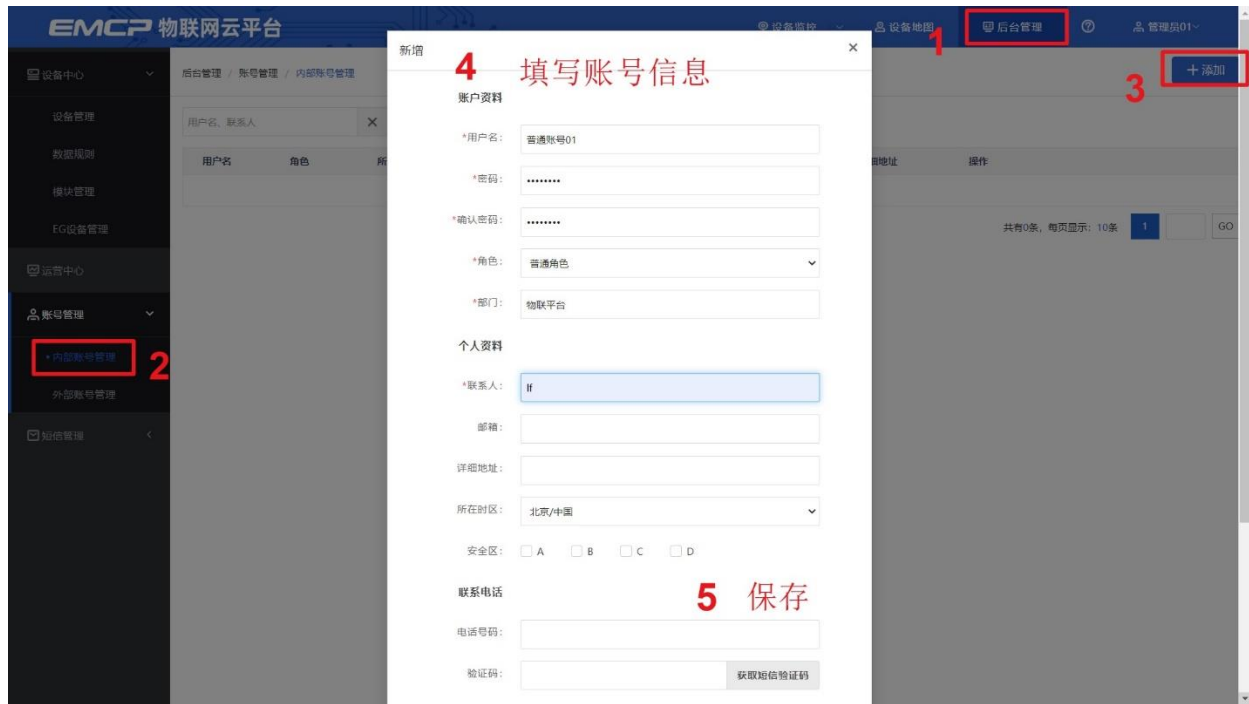 EMCP 物联网云平台
设备监控
设备地图
1
后台管理
管理员01
设备中心
后台管理 / 账号管理 / 内部账号管理
3
+添加
设备管理
用户名、联系人
数据规则
用户名 角色 所
细地址 操作
模块管理
EG设备管理
共有0条，每页显示：10条 1 GO
运营中心
账号管理
内部账号管理
2
外部账号管理
短信管理
新增
4 填写账号信息
账户资料
*用户名： 普通账号01
*密码： ••••••••
*确认密码： ••••••••
*角色： 普通角色
*部门： 物联平台
个人资料
*联系人： lf
邮箱：
详细地址：
所在时区： 北京/中国
安全区： A B C D
联系电话
5 保存
电话号码：
验证码： 获取短信验证码